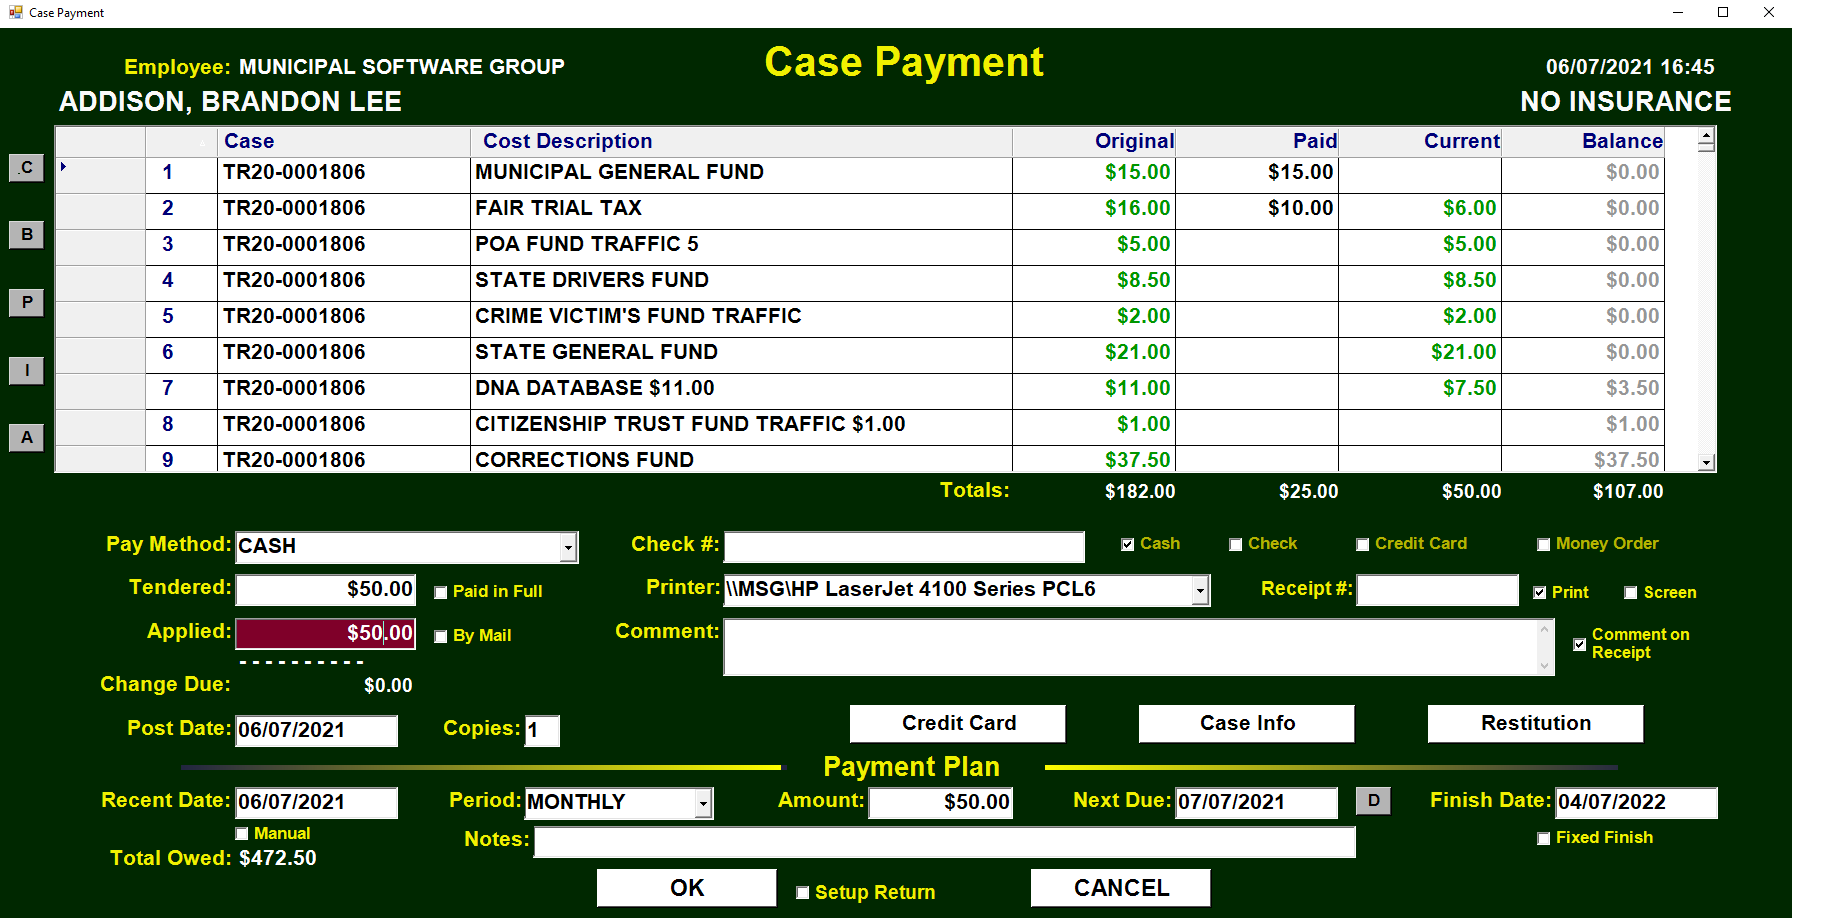 Case Payment
Employee: MUNICIPAL SOFTWARE GROUP
Case Payment
06/07/2021 16:45
ADDISON, BRANDON LEE
NO INSURANCE
Case Cost Description Original Paid Current Balance
1 TR20-0001806 MUNICIPAL GENERAL FUND $15.00 $15.00 $0.00
2 TR20-0001806 FAIR TRIAL TAX $16.00 $10.00 $6.00 $0.00
3 TR20-0001806 POA FUND TRAFFIC 5 $5.00 $5.00 $0.00
4 TR20-0001806 STATE DRIVERS FUND $8.50 $8.50 $0.00
5 TR20-0001806 CRIME VICTIM'S FUND TRAFFIC $2.00 $2.00 $0.00
6 TR20-0001806 STATE GENERAL FUND $21.00 $21.00 $0.00
7 TR20-0001806 DNA DATABASE $11.00 $11.00 $7.50 $3.50
8 TR20-0001806 CITIZENSHIP TRUST FUND TRAFFIC $1.00 $1.00 $1.00
9 TR20-0001806 CORRECTIONS FUND $37.50 $37.50
.C
B
P
I
A
Totals: $182.00 $25.00 $50.00 $107.00
Pay Method: CASH Check #: Cash Check Credit Card Money Order
Tendered: $50.00 Paid in Full Printer: \\MSG\HP LaserJet 4100 Series PCL6 Receipt #: Print Screen
Applied: $50.00 By Mail Comment: Comment on
Receipt
----------
Change Due: $0.00
Post Date: 06/07/2021 Copies: 1 Credit Card Case Info Restitution
Payment Plan
Recent Date: 06/07/2021 Period: MONTHLY Amount: $50.00 Next Due: 07/07/2021 D Finish Date: 04/07/2022
Manual Notes: Fixed Finish
Total Owed: $472.50
OK Setup Return CANCEL